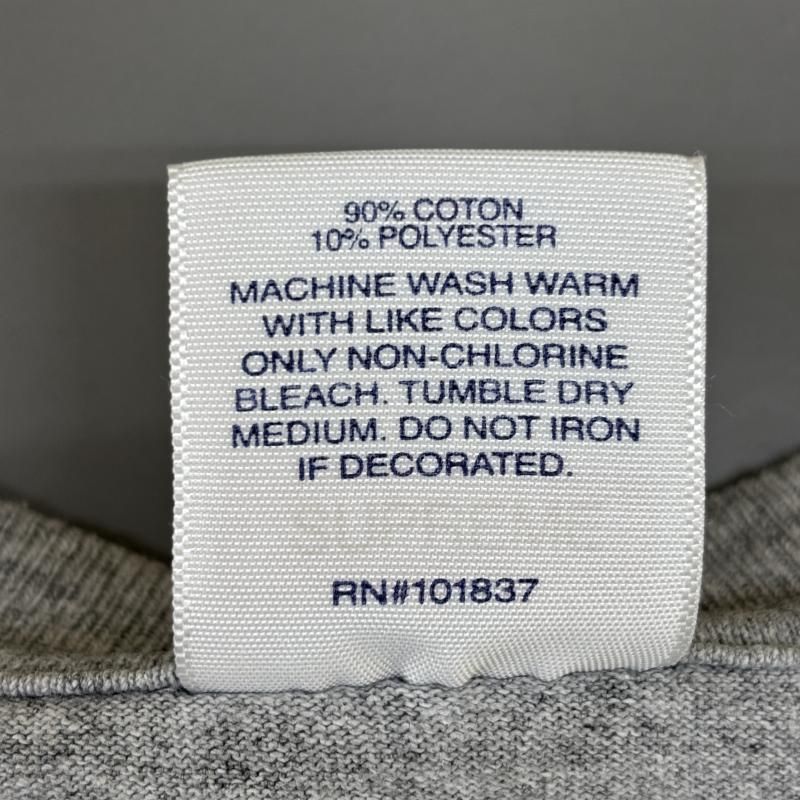 90% COTON
10% POLYESTER
MACHINE WASH WARM
WITH LIKE COLORS
ONLY NON-CHLORINE
BLEACH. TUMBLE DRY
MEDIUM. DO NOT IRON
IF DECORATED.
RN#101837